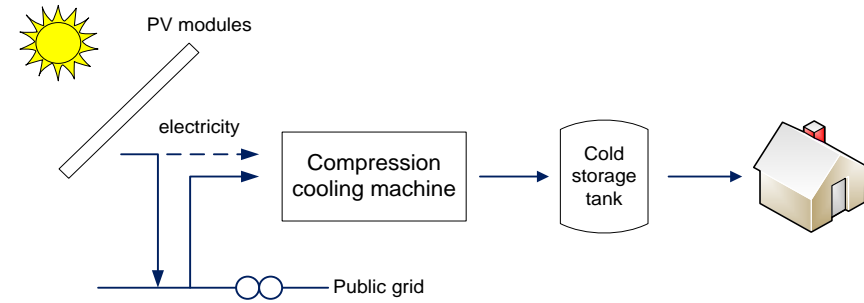 PV modules
electricity
Compression
cooling machine
Cold
storage
tank
Public grid